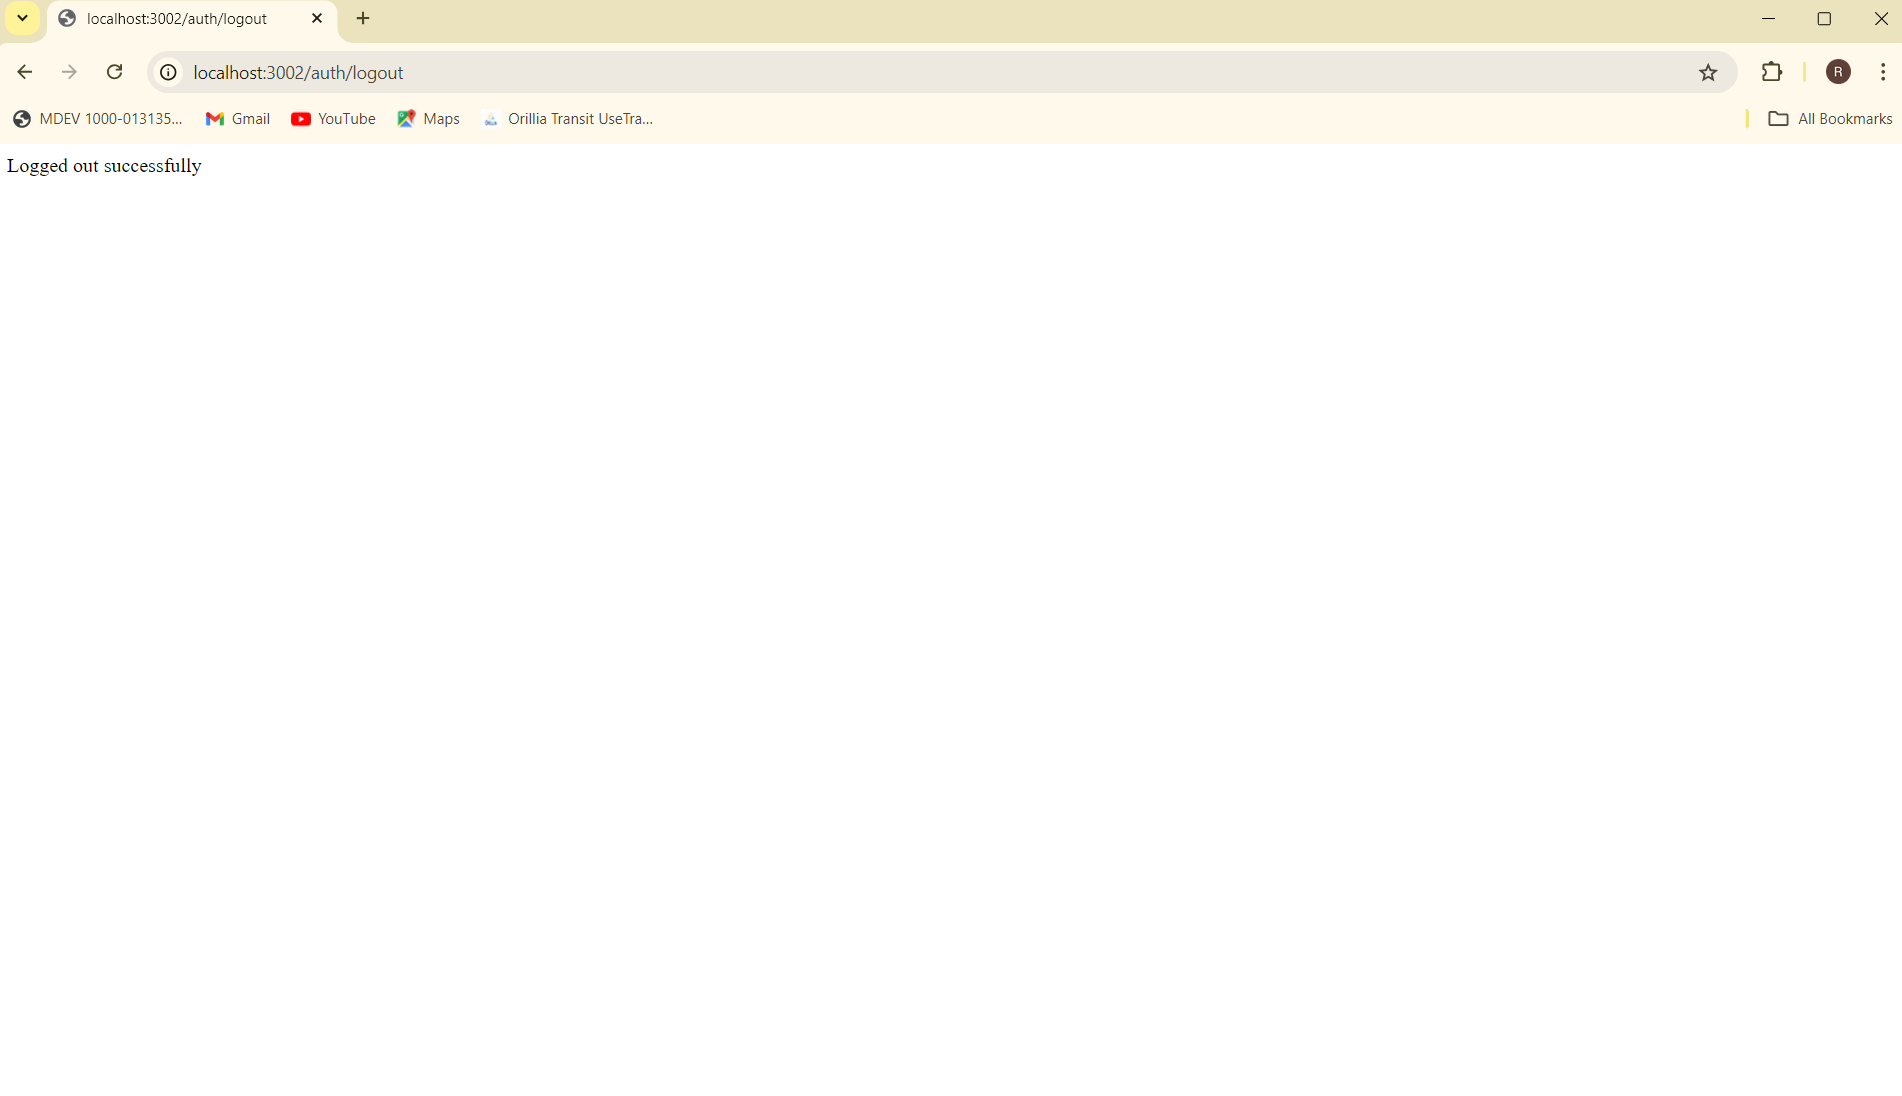 localhost:3002/auth/logout
localhost:3002/auth/logout
R
MDEV 1000-013135... Gmail YouTube Maps Orillia Transit UseTra... All Bookmarks
Logged out successfully